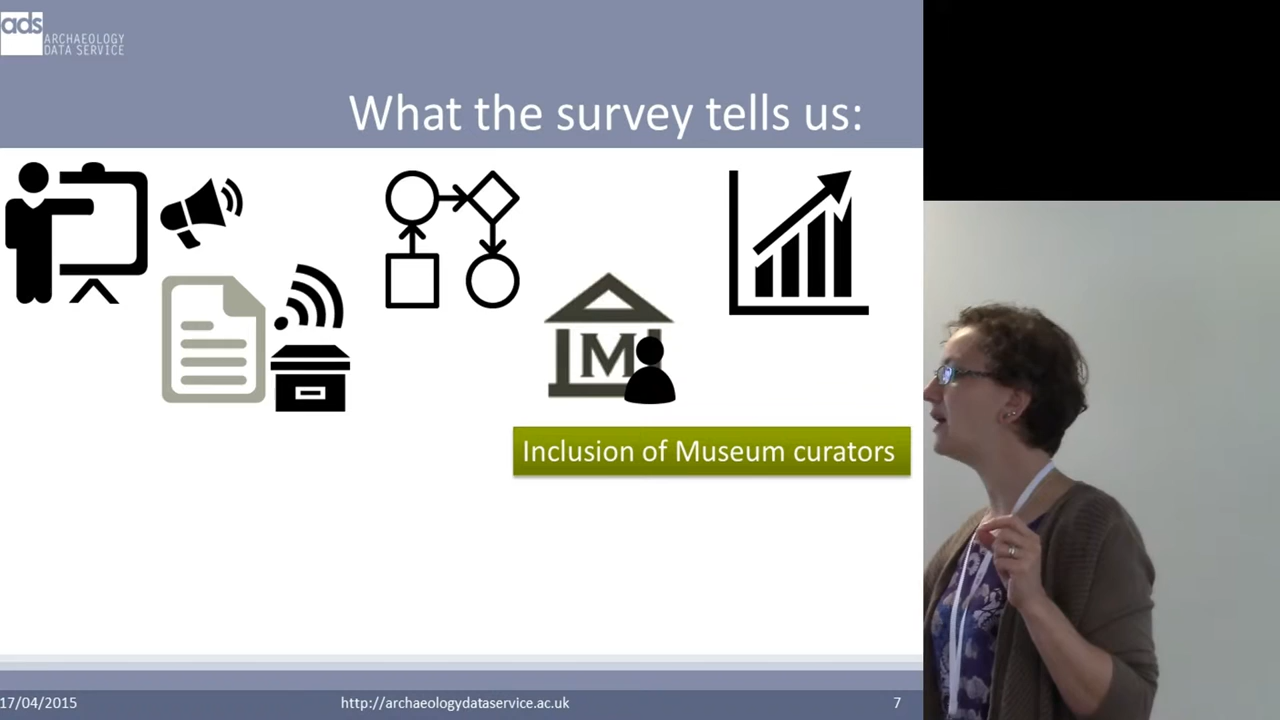 ads
ARCHAEOLOGY
DATA SERVICE
What the survey tells us:
M
Inclusion of Museum curators
17/04/2015
http://archaeologydataservice.ac.uk
7